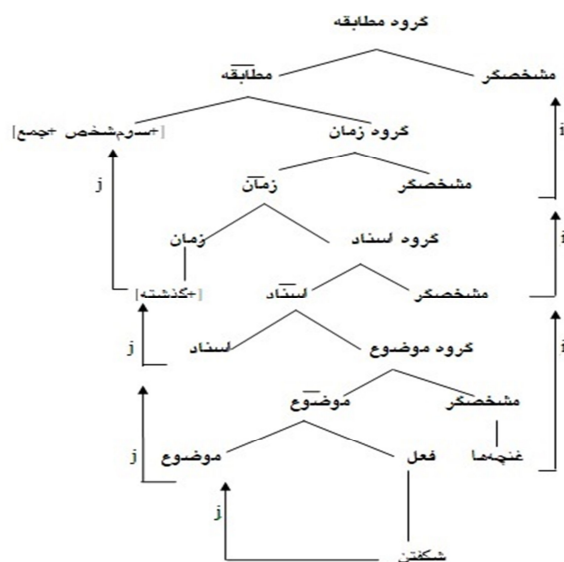 گروه مطابقه
مشخصگر مطابقه
i گروه زمان [+سوم‌شخص +جمع]
مشخصگر زمان j
گروه اسناد زمان
i مشخصگر اسناد [+گذشته]
گروه موضوع اسناد j
i مشخصگر موضوع
غنچه‌ها فعل موضوع j
j
شکفتن